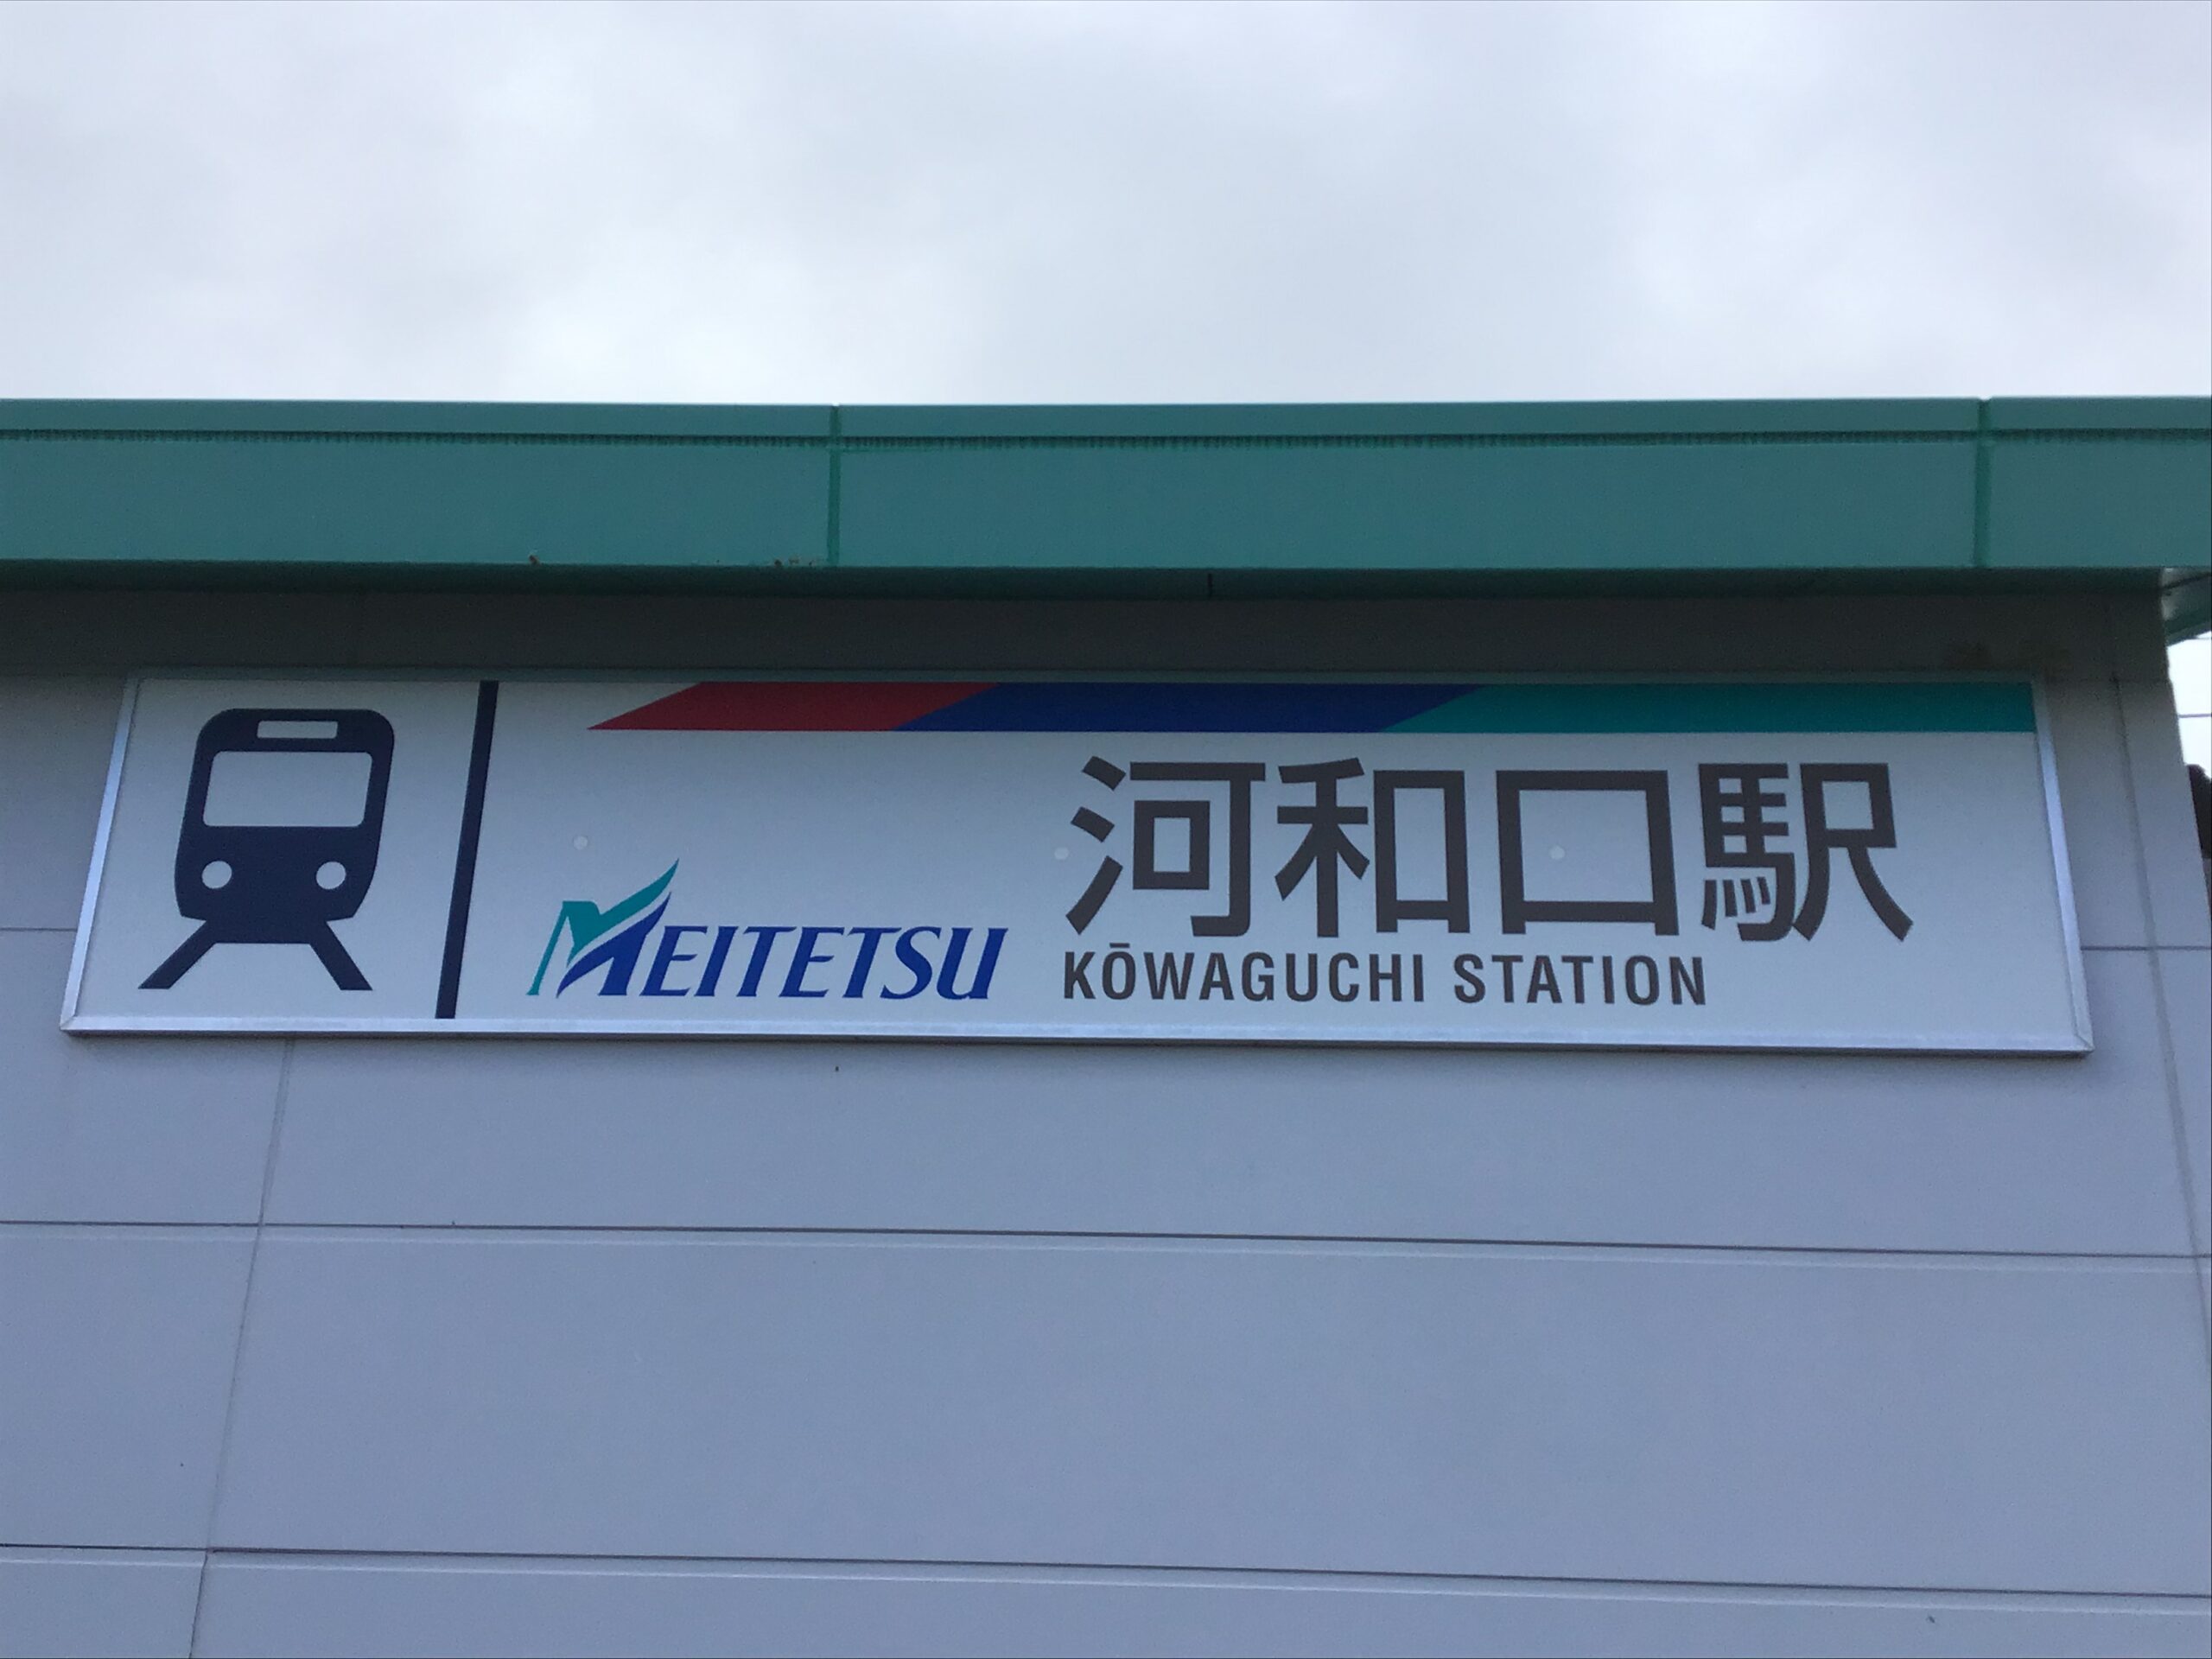 河和口駅
MEITETSU
KŌWAGUCHI STATION